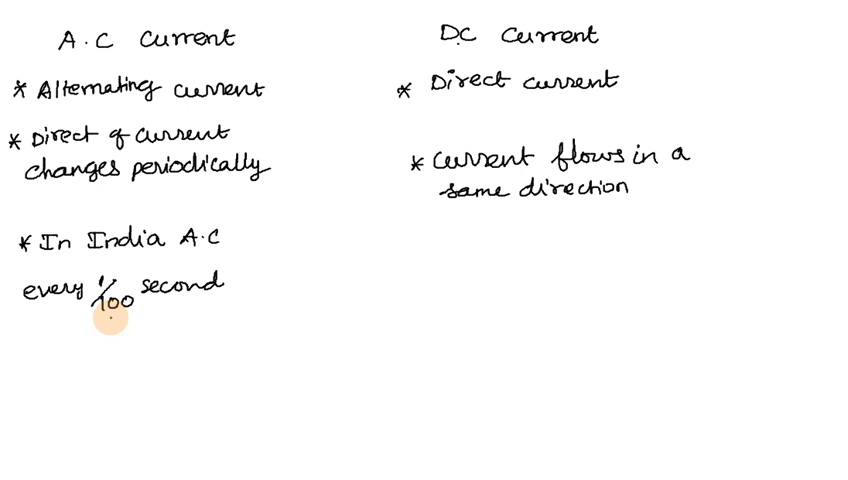 A.C current
* Alternating current
* Direct of current
changes periodically
* In India A.C
every 1/100 second
DC current
* Direct current
* current flows in a
same direction